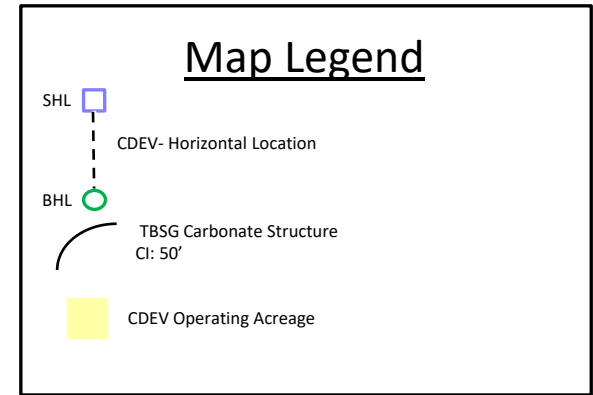 Map Legend
SHL
CDEV- Horizontal Location
BHL
TBSG Carbonate Structure
CI: 50’
CDEV Operating Acreage